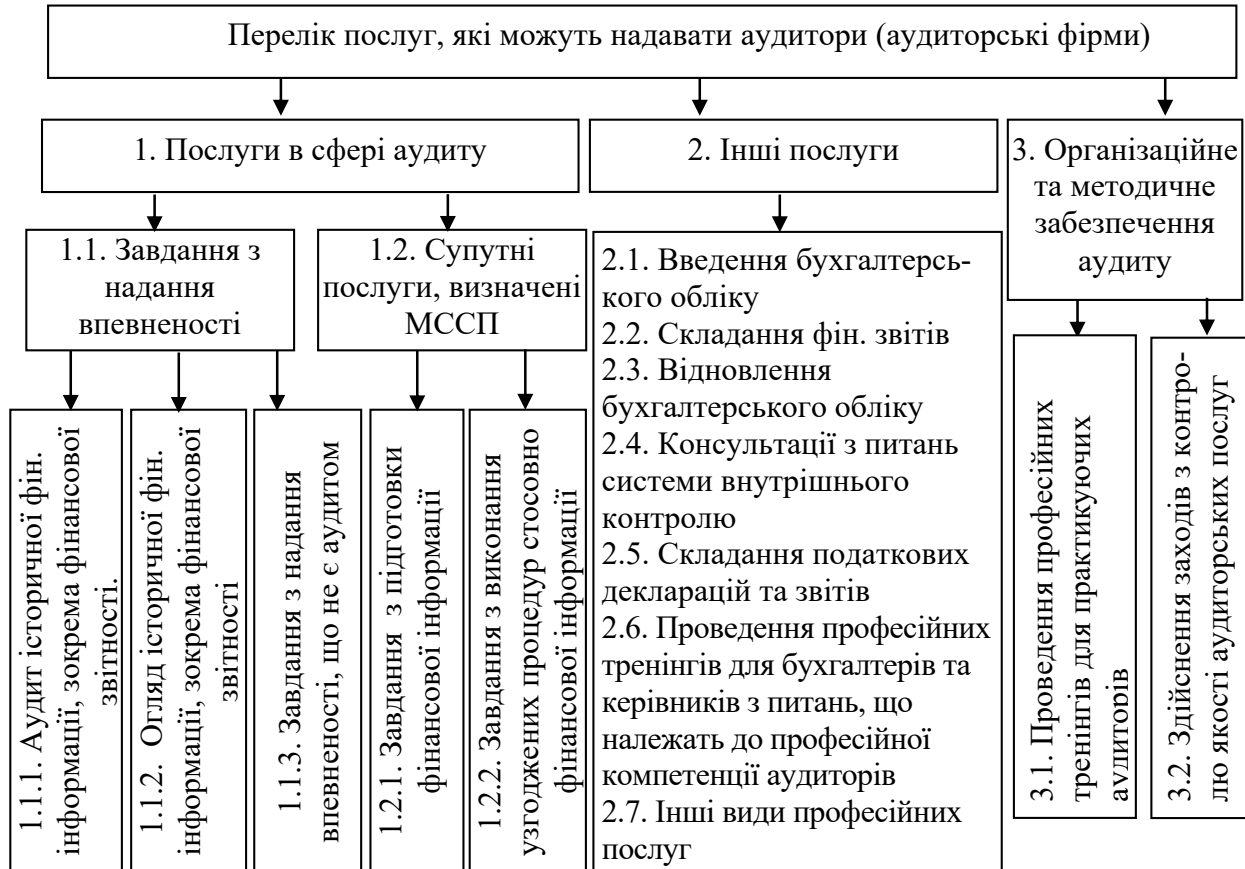 Перелік послуг, які можуть надавати аудитори (аудиторські фірми)
1. Послуги в сфері аудиту
2. Інші послуги
3. Організаційне
та методичне
забезпечення
аудиту
1.1. Завдання з
надання
впевненості
1.2. Супутні
послуги, визначені
МССП
1.1.1. Аудит історичної фін.
інформації, зокрема фінансової
звітності.
1.1.2. Огляд історичної фін.
інформації, зокрема фінансової
звітності
1.1.3. Завдання з надання
впевненості, що не є аудитом
1.2.1. Завдання з підготовки
фінансової інформації
1.2.2. Завдання з виконання
узгоджених процедур стосовно
фінансової інформації
2.1. Введення бухгалтерсь-
кого обліку
2.2. Складання фін. звітів
2.3. Відновлення
бухгалтерського обліку
2.4. Консультації з питань
системи внутрішнього
контролю
2.5. Складання податкових
декларацій та звітів
2.6. Проведення професійних
тренінгів для бухгалтерів та
керівників з питань, що
належать до професійної
компетенції аудиторів
2.7. Інші види професійних
послуг
3.1. Проведення професійних
тренінгів для практикуючих
аудиторів
3.2. Здійснення заходів з контро-
лю якості аудиторських послуг